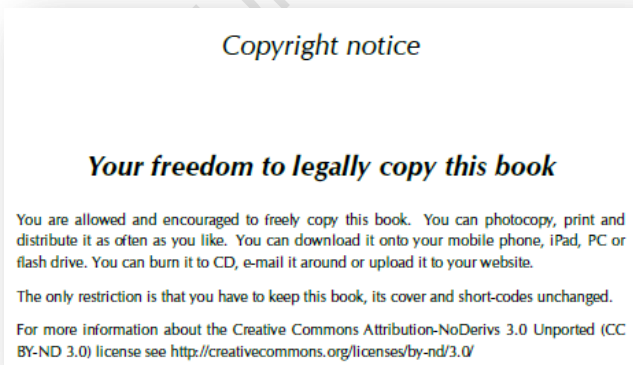 Copyright notice
Your freedom to legally copy this book
You are allowed and encouraged to freely copy this book. You can photocopy, print and
distribute it as often as you like. You can download it onto your mobile phone, iPad, PC or
flash drive. You can burn it to CD, e-mail it around or upload it to your website.
The only restriction is that you have to keep this book, its cover and short-codes unchanged.
For more information about the Creative Commons Attribution-NoDerivs 3.0 Unported (CC
BY-ND 3.0) license see http://creativecommons.org/licenses/by-nd/3.0/